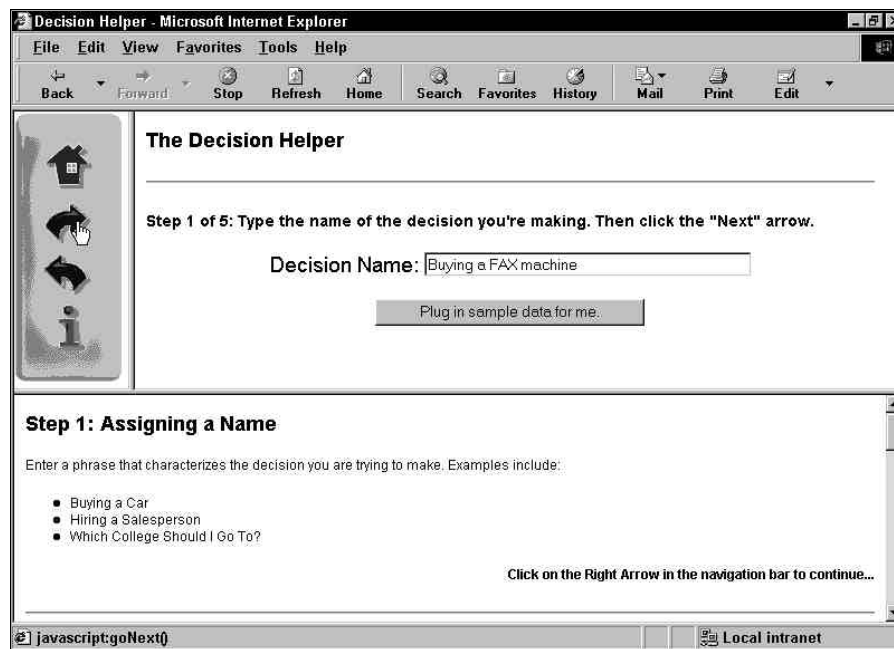 Decision Helper - Microsoft Internet Explorer
File Edit View Favorites Tools Help
Back Forward Stop Refresh Home Search Favorites History Mail Print Edit
The Decision Helper
Step 1 of 5: Type the name of the decision you're making. Then click the "Next" arrow.
Decision Name: Buying a FAX machine
Plug in sample data for me.
Step 1: Assigning a Name
Enter a phrase that characterizes the decision you are trying to make. Examples include:
Buying a Car
Hiring a Salesperson
Which College Should I Go To?
Click on the Right Arrow in the navigation bar to continue...
javascript:goNext() Local intranet